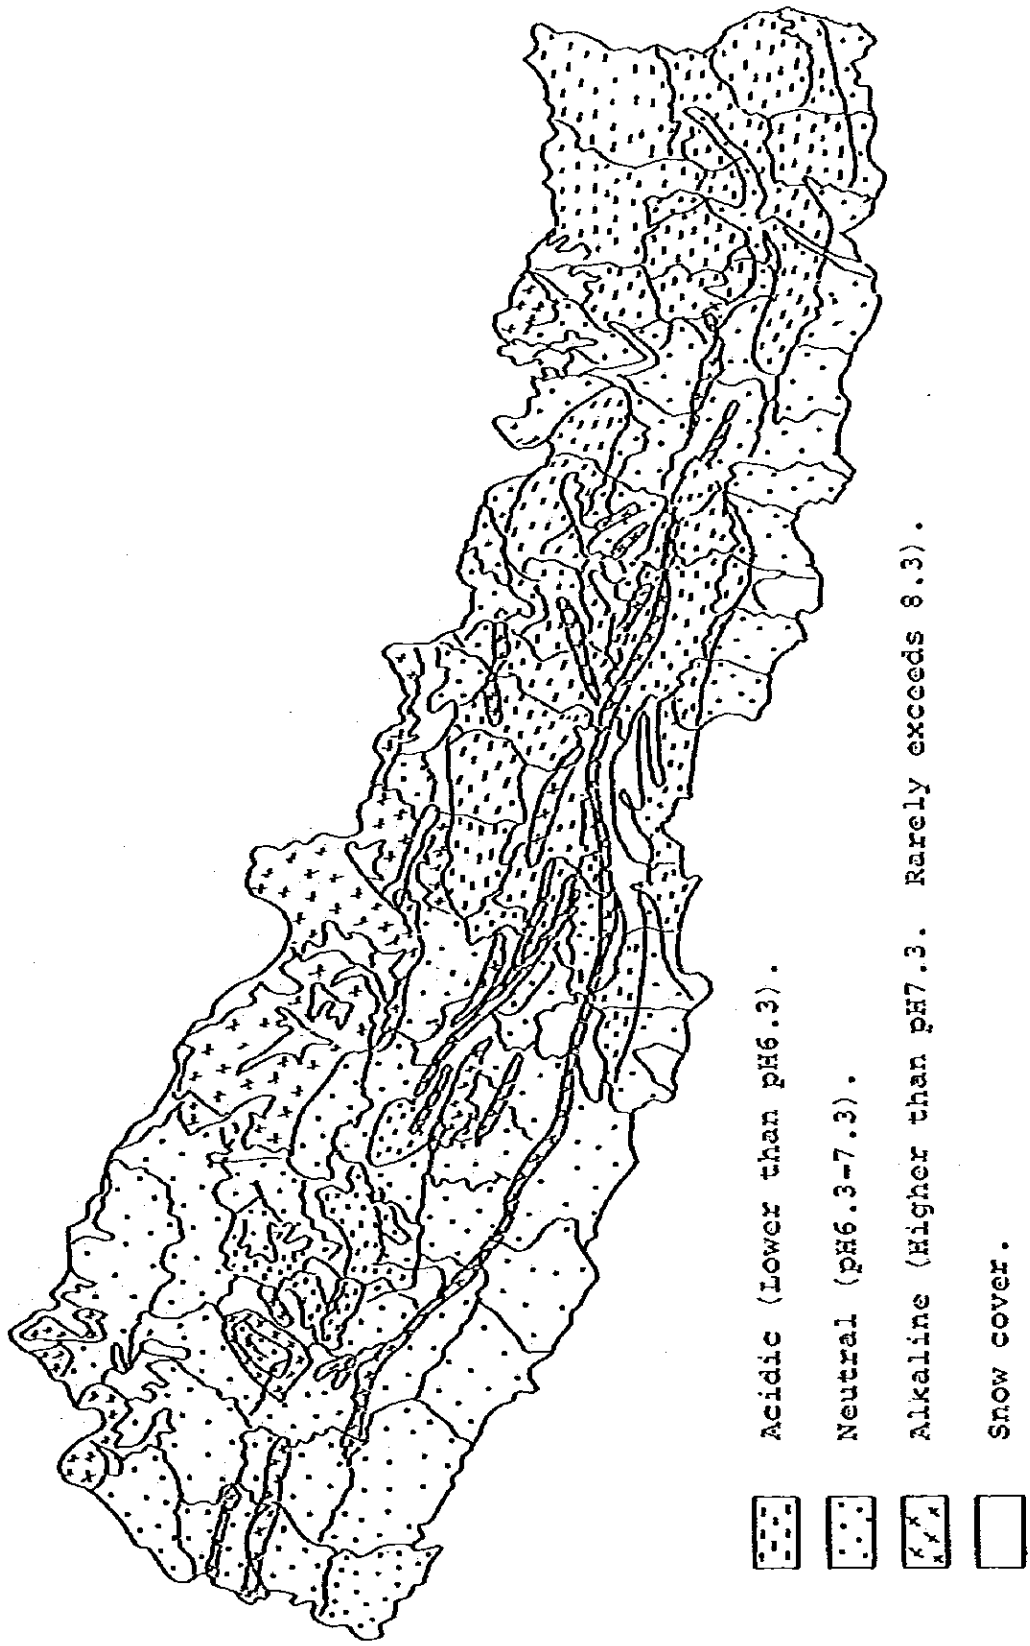 Acidic (Lower than pH6.3).
Neutral (pH6.3-7.3).
Alkaline (Higher than pH7.3. Rarely exceeds 8.3).
Snow cover.